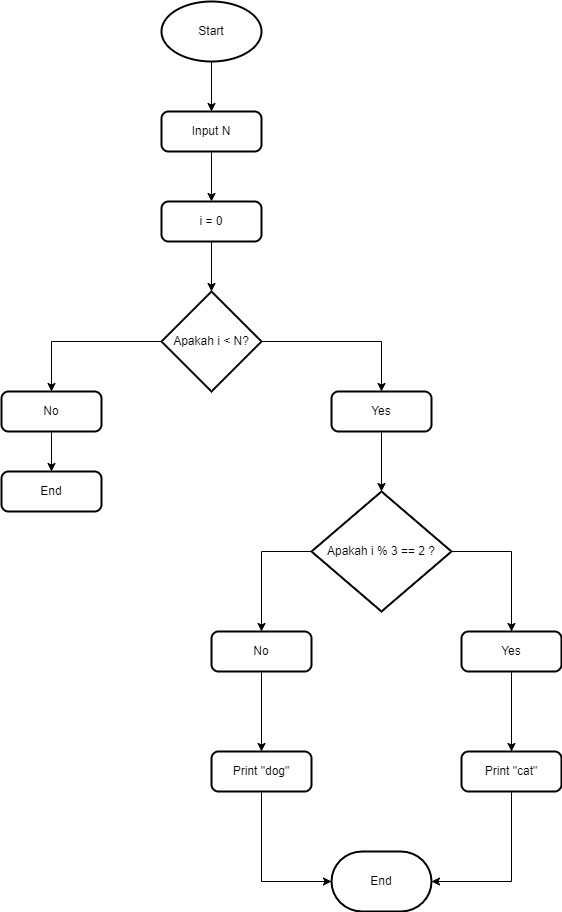 Start
Input N
i = 0
Apakah i < N?
No
Yes
End
Apakah i % 3 == 2 ?
No
Yes
Print "dog"
Print "cat"
End